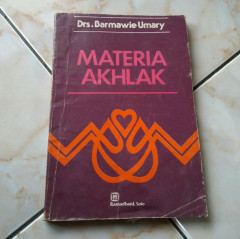 Drs. Barmawie Umary
MATERIA
AKHLAK
Ramadhani, Solo